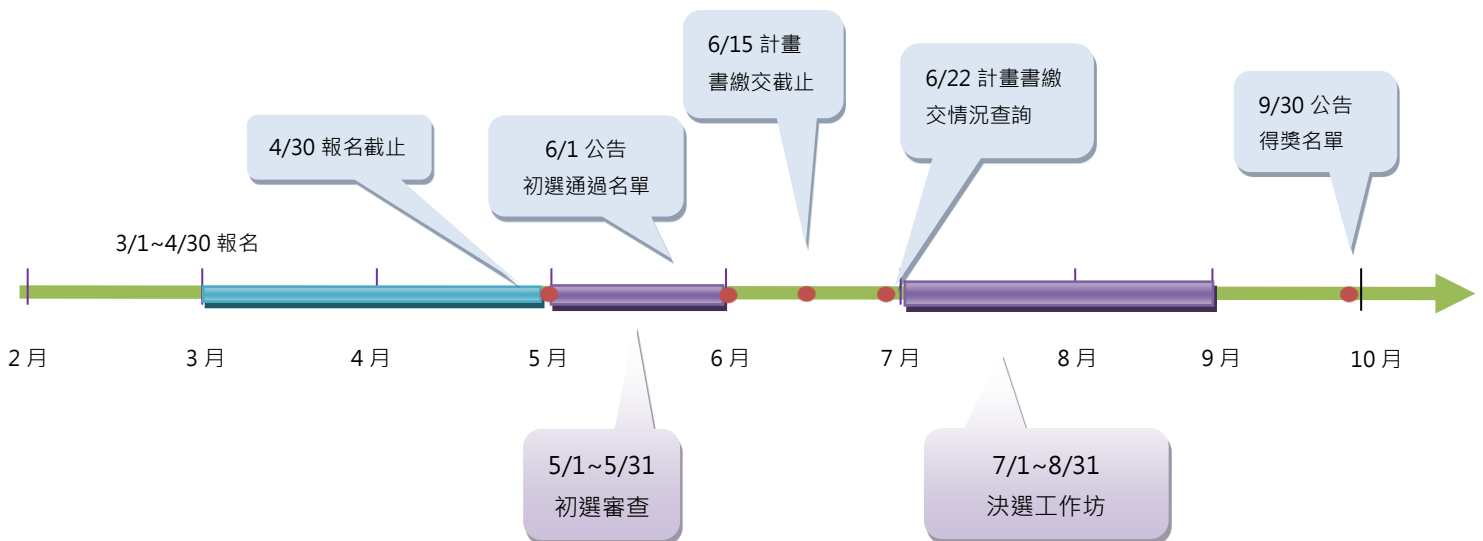 6/15 計畫
書繳交截止
6/22 計畫書繳
交情況查詢
9/30 公告
得獎名單
4/30 報名截止
6/1 公告
初選通過名單
3/1~4/30 報名
2 月
3 月
4 月
5 月
6 月
7 月
8 月
9 月
10 月
5/1~5/31
初選審查
7/1~8/31
決選工作坊